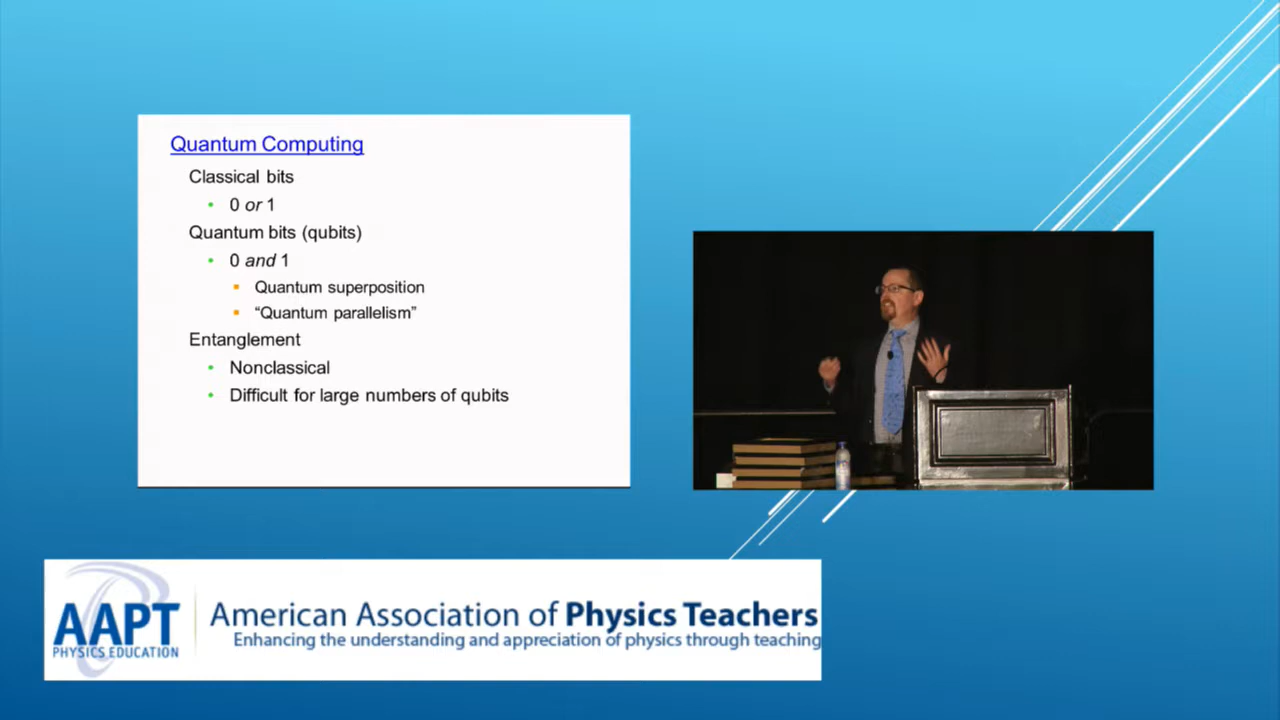 Quantum Computing
Classical bits
• 0 or 1
Quantum bits (qubits)
• 0 and 1
▪ Quantum superposition
▪ “Quantum parallelism”
Entanglement
• Nonclassical
• Difficult for large numbers of qubits
AAPT
PHYSICS EDUCATION
American Association of Physics Teachers
Enhancing the understanding and appreciation of physics through teaching